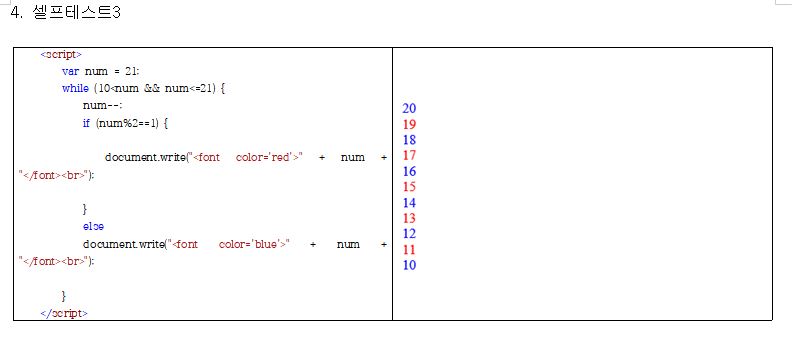 4. 셀프테스트3
<script>
var num = 21;
while (10<num && num<=21) {
num--;
if (num%2==1) {
document.write("<font color='red'>" + num +
"</font><br>");
}
else
document.write("<font color='blue'>" + num +
"</font><br>");
}
</script>
20
19
18
17
16
15
14
13
12
11
10